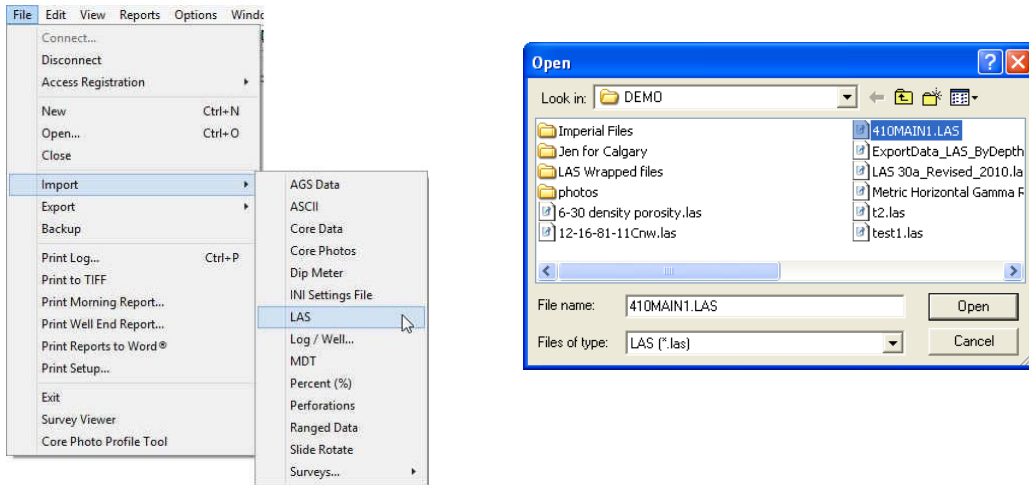 File Edit View Reports Options
Connect...
Disconnect
Access Registration
New Ctrl+N
Open... Ctrl+O
Close
Import
Export
Backup
Print Log... Ctrl+P
Print to TIFF
Print Morning Report...
Print Well End Report...
Print Reports to Word®
Print Setup...
Exit
Survey Viewer
Core Photo Profile Tool
AGS Data
ASCII
Core Data
Core Photos
Dip Meter
INI Settings File
LAS
Log / Well...
MDT
Percent (%)
Perforations
Ranged Data
Slide Rotate
Surveys...
Open
Look in: DEMO
Imperial Files
Jen for Calgary
LAS Wrapped files
photos
6-30 density porosity.las
12-16-81-11Cnw.las
410MAIN1.LAS
ExportData_LAS_ByDepth
LAS 30a_Revised_2010.la
Metric Horizontal Gamma
t2.las
test1.las
File name: 410MAIN1.LAS Open
Files of type: LAS (*.las) Cancel